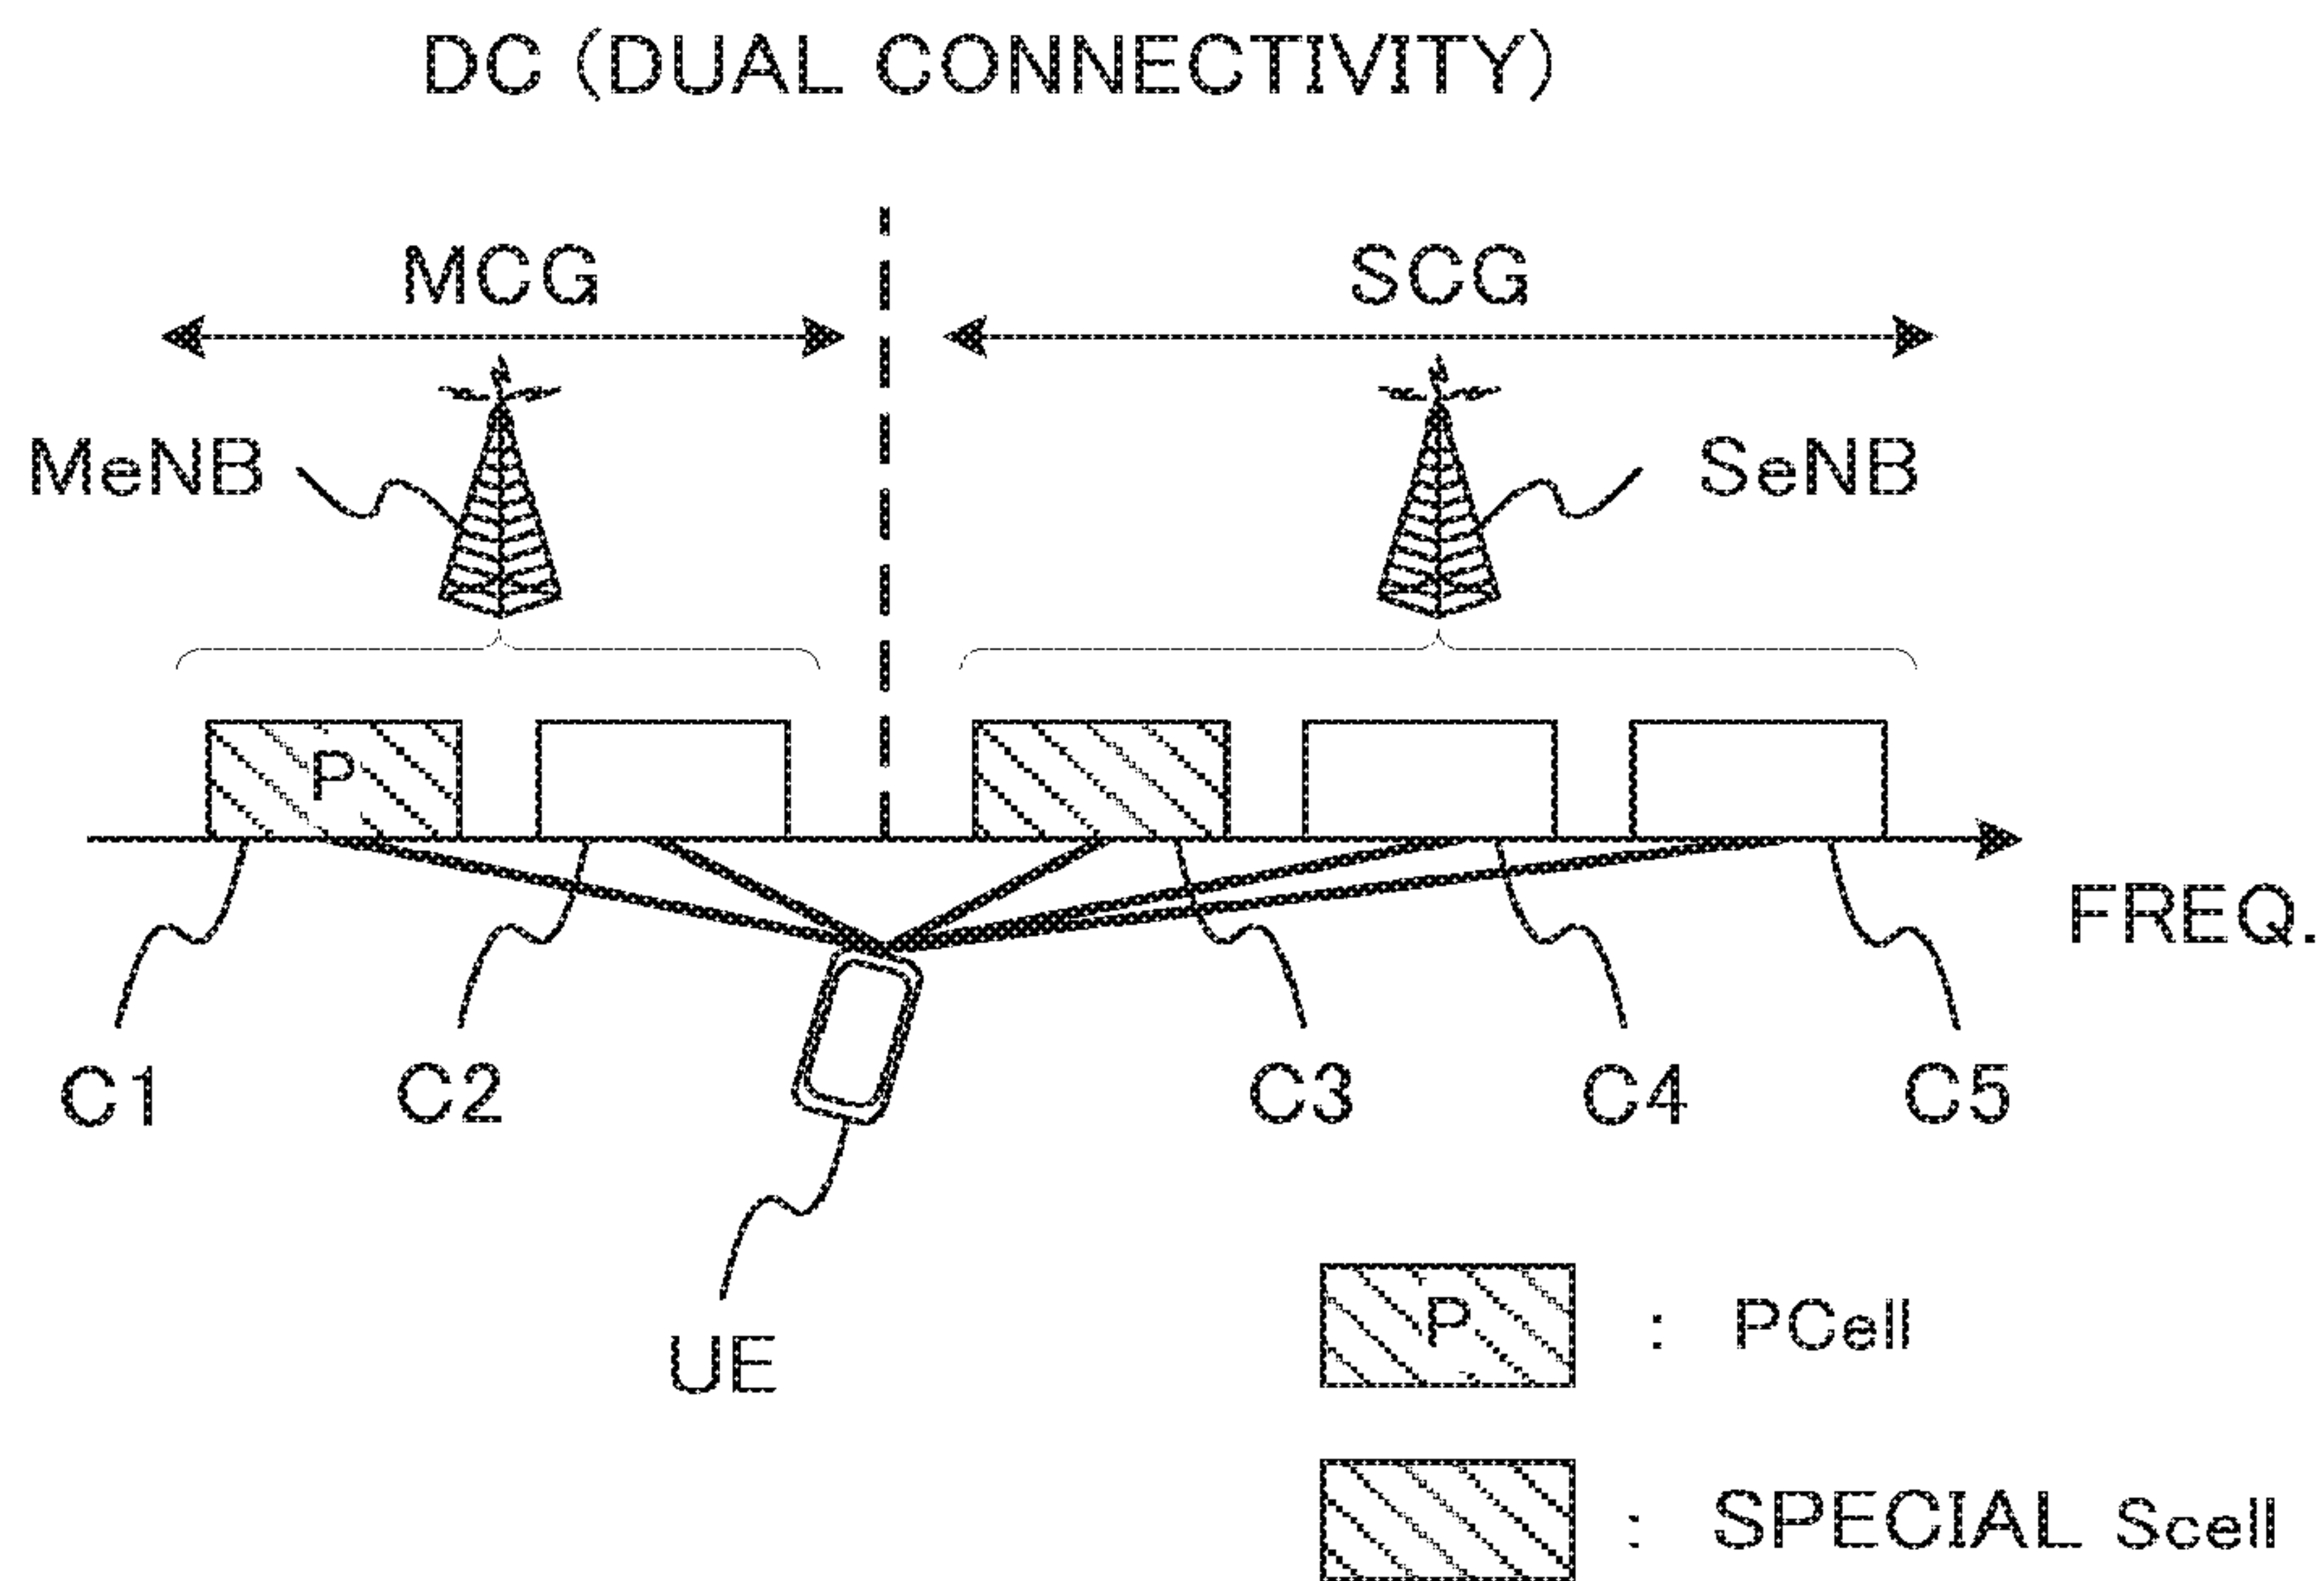 DC (DUAL CONNECTIVITY)
MCG SCG
MeNB SeNB
P
FREQ.
C1 C2 C3 C4 C5
UE
P : PCell
: SPECIAL Scell